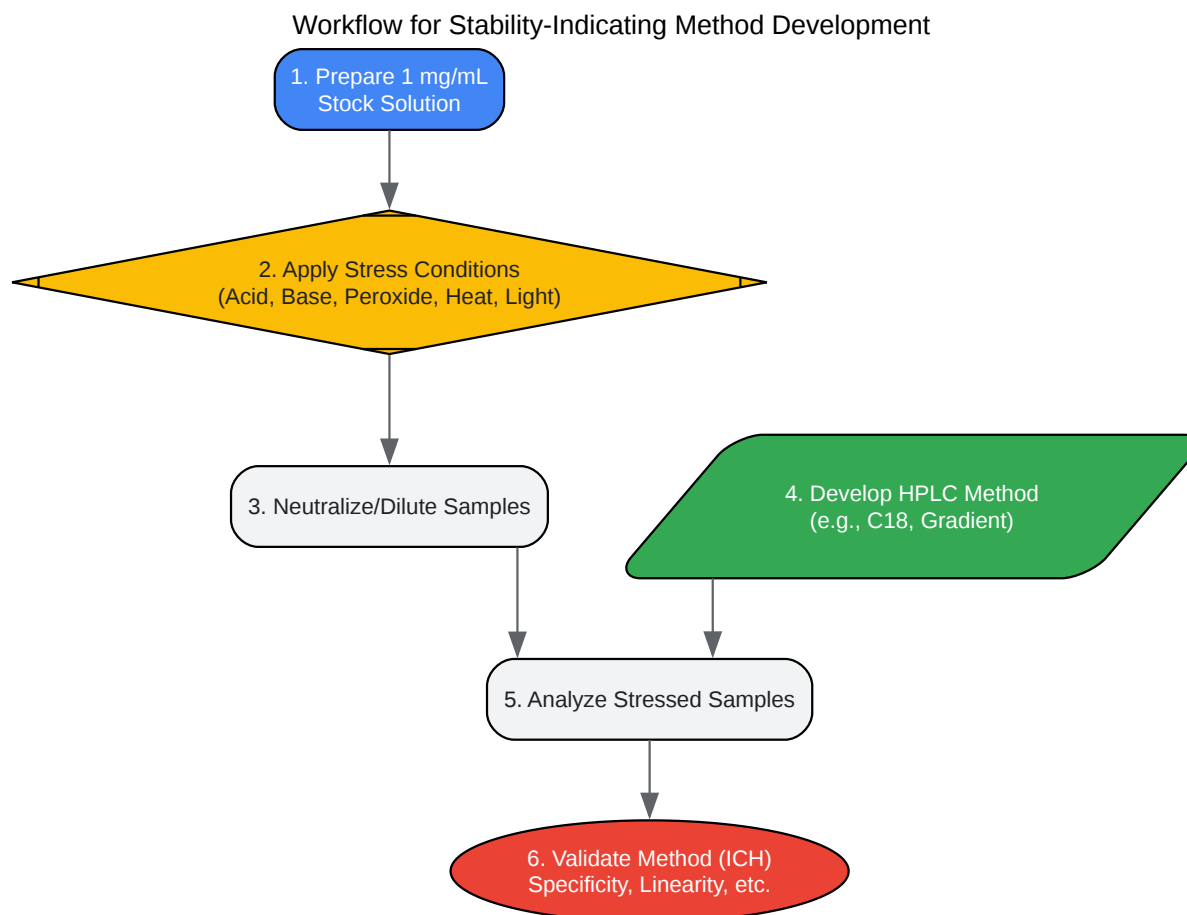 Workflow for Stability-Indicating Method Development
1. Prepare 1 mg/mL
Stock Solution
2. Apply Stress Conditions
(Acid, Base, Peroxide, Heat, Light)
3. Neutralize/Dilute Samples
4. Develop HPLC Method
(e.g., C18, Gradient)
5. Analyze Stressed Samples
6. Validate Method (ICH)
Specificity, Linearity, etc.